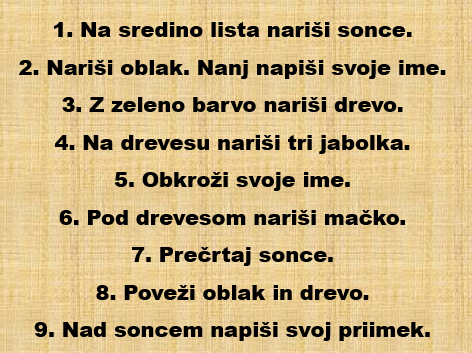 1. Na sredino lista nariši sonce.
2. Nariši oblak. Nanj napiši svoje ime.
3. Z zeleno barvo nariši drevo.
4. Na drevesu nariši tri jabolka.
5. Obkroži svoje ime.
6. Pod drevesom nariši mačko.
7. Prečrtaj sonce.
8. Poveži oblak in drevo.
9. Nad soncem napiši svoj priimek.